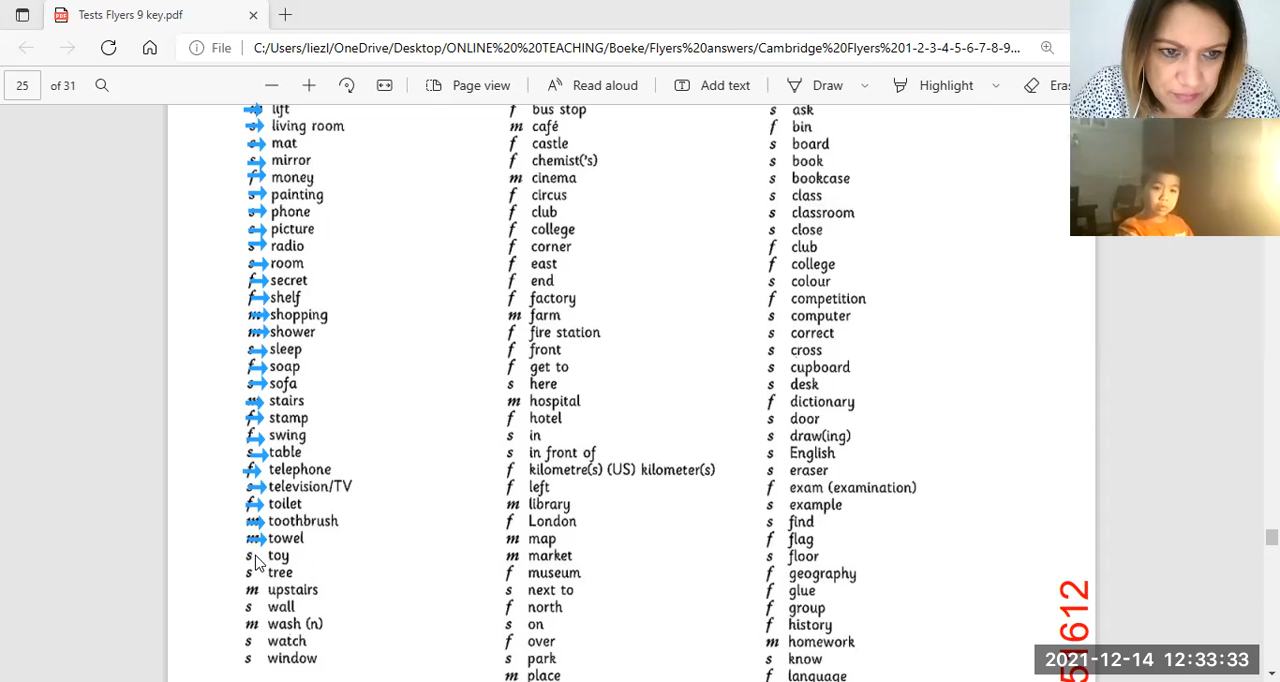 Tests Flyers 9 key.pdf
File
C:/Users/liezl/OneDrive/Desktop/ONLINE%20%20TEACHING/Boeke/Flyers%20answers/Cambridge%20Flyers%201-2-3-4-5-6-7-8-9...
25 of 31
Page view
Read aloud
Add text
Draw
Highlight
Era
lift
living room
mat
mirror
money
painting
phone
picture
radio
room
secret
shelf
shopping
shower
sleep
soap
sofa
stairs
stamp
swing
table
telephone
television/TV
toilet
toothbrush
towel
s toy
s tree
m upstairs
s wall
m wash (n)
s watch
s window
f bus stop
m café
f castle
f chemist('s)
m cinema
f circus
f club
f college
f corner
f east
f end
f factory
m farm
f fire station
f front
f get to
s here
m hospital
f hotel
s in
s in front of
f kilometre(s) (US) kilometer(s)
f left
m library
f London
m map
m market
f museum
s next to
f north
s on
f over
s park
m place
s ask
f bin
s board
s book
s bookcase
s class
s classroom
s close
f club
f college
s colour
f competition
s computer
s correct
s cross
s cupboard
s desk
f dictionary
s door
s draw(ing)
s English
s eraser
f exam (examination)
s example
s find
f flag
s floor
f geography
f glue
f group
f history
m homework
s know
f language
51612
2021-12-14 12:33:33